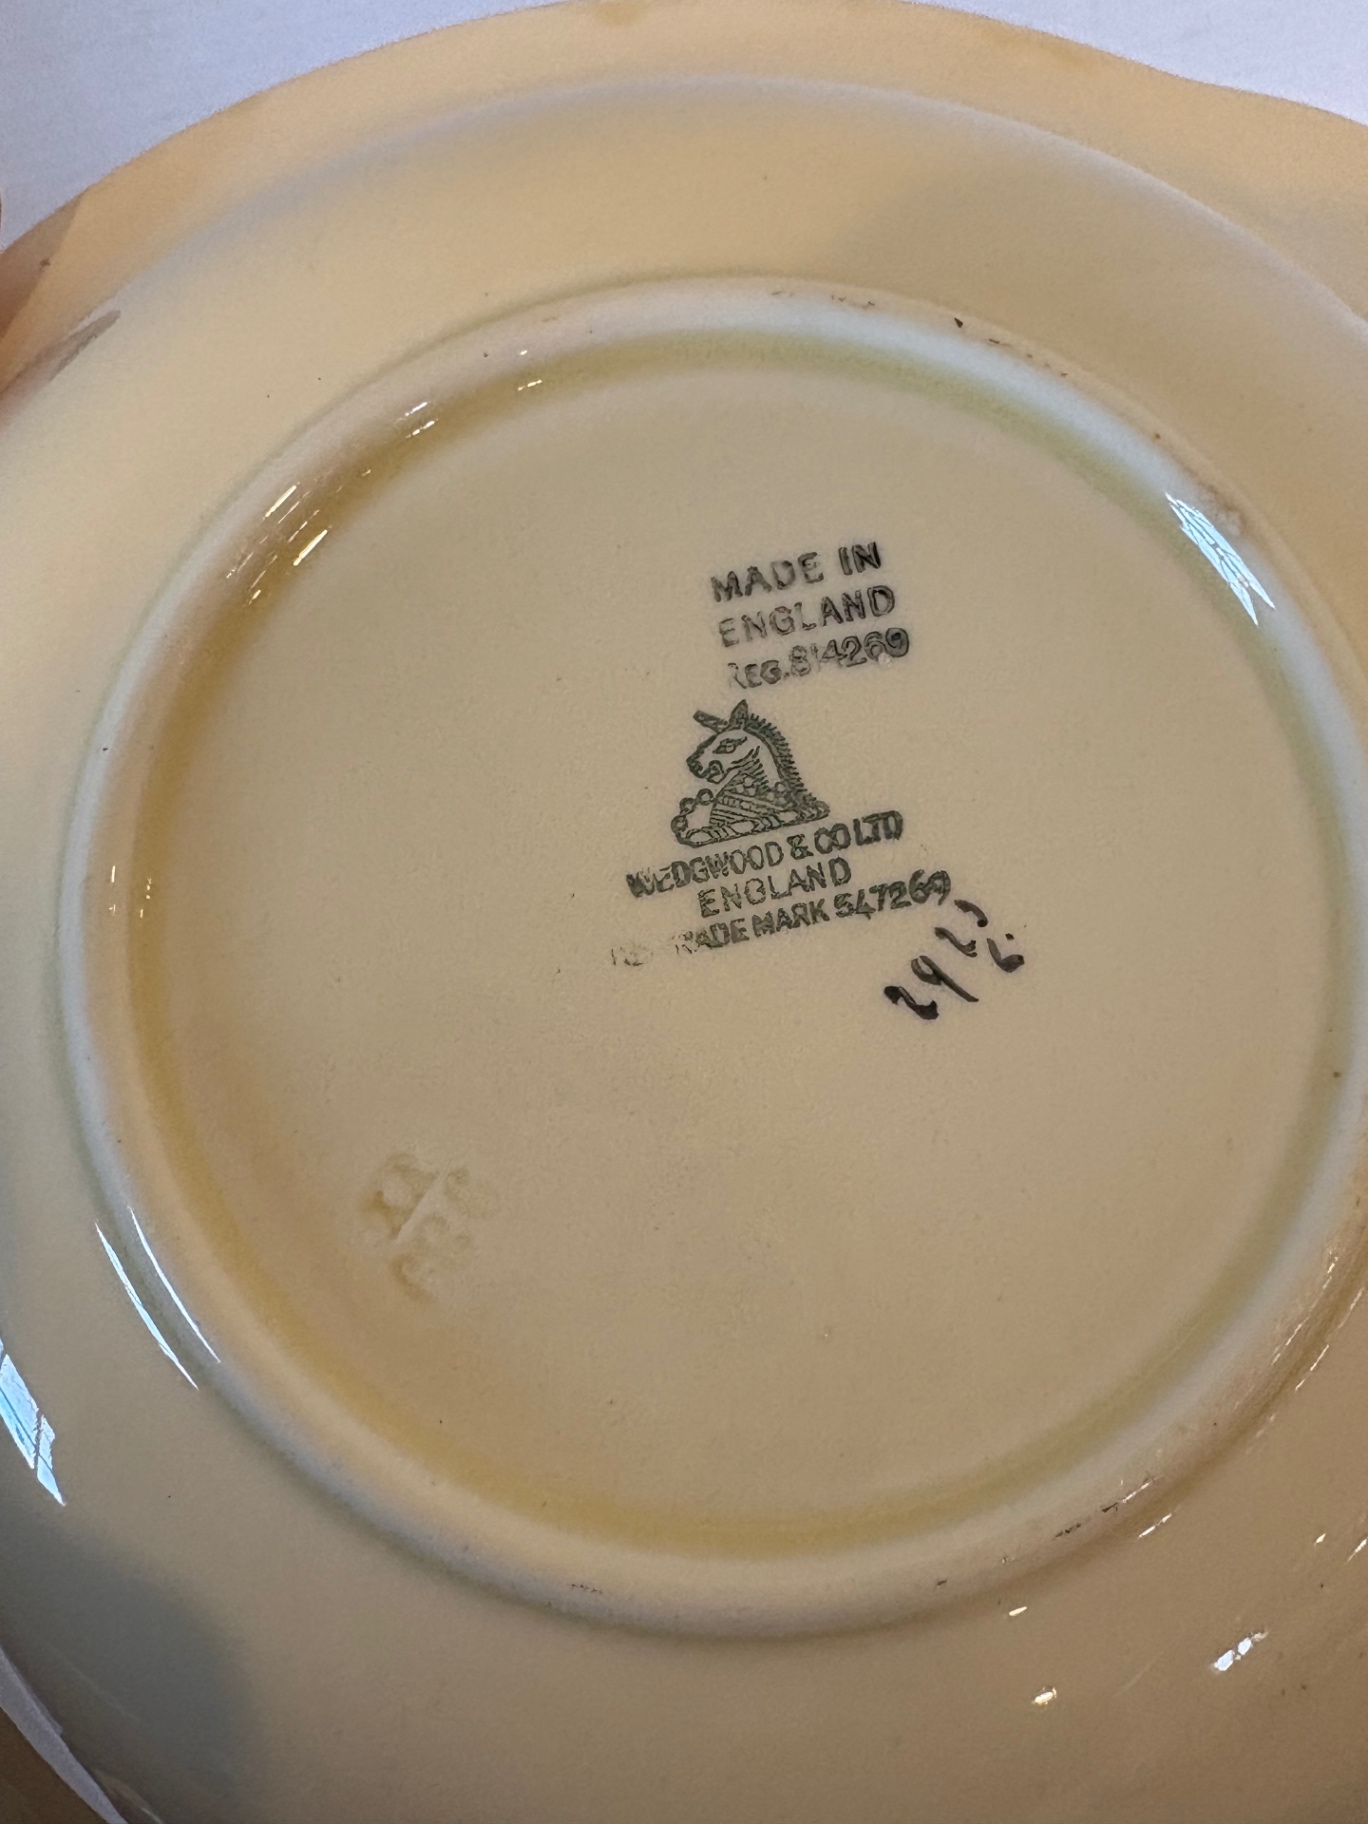 MADE IN
ENGLAND
REG. 814269
WEDGWOOD & CO LTD
ENGLAND
TRADE MARK 547269